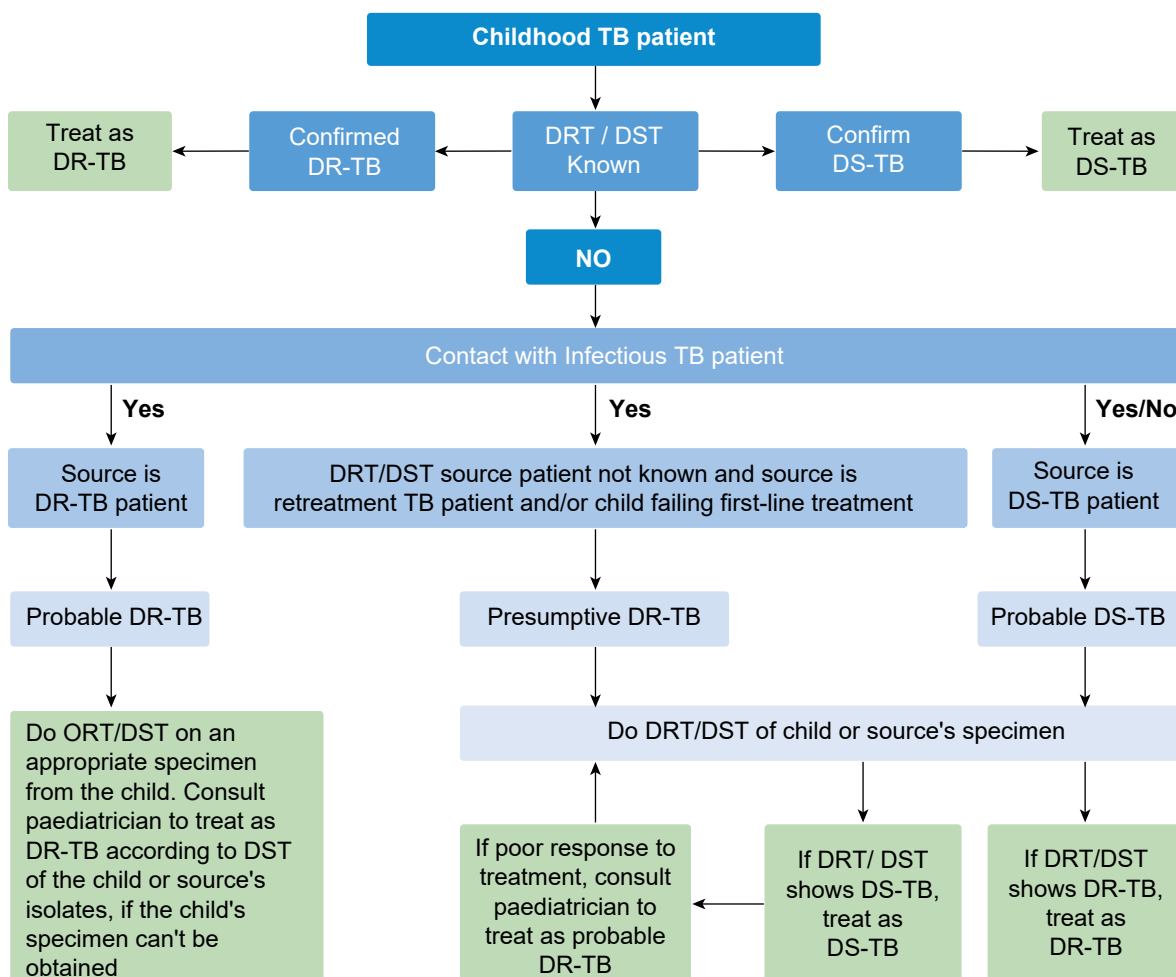 Childhood TB patient
Treat as
DR-TB
Confirmed
DR-TB
DRT / DST
Known
Confirm
DS-TB
Treat as
DS-TB
NO
Contact with Infectious TB patient
Yes
Yes
Yes/No
Source is
DR-TB patient
DRT/DST source patient not known and source is
retreatment TB patient and/or child failing first-line treatment
Source is
DS-TB patient
Probable DR-TB
Presumptive DR-TB
Probable DS-TB
Do ORT/DST on an
appropriate specimen
from the child. Consult
paediatrician to treat as
DR-TB according to DST
of the child or source's
isolates, if the child's
specimen can't be
obtained
Do DRT/DST of child or source's specimen
If poor response to
treatment, consult
paediatrician to
treat as probable
DR-TB
If DRT/ DST
shows DS-TB,
treat as
DS-TB
If DRT/DST
shows DR-TB,
treat as
DR-TB